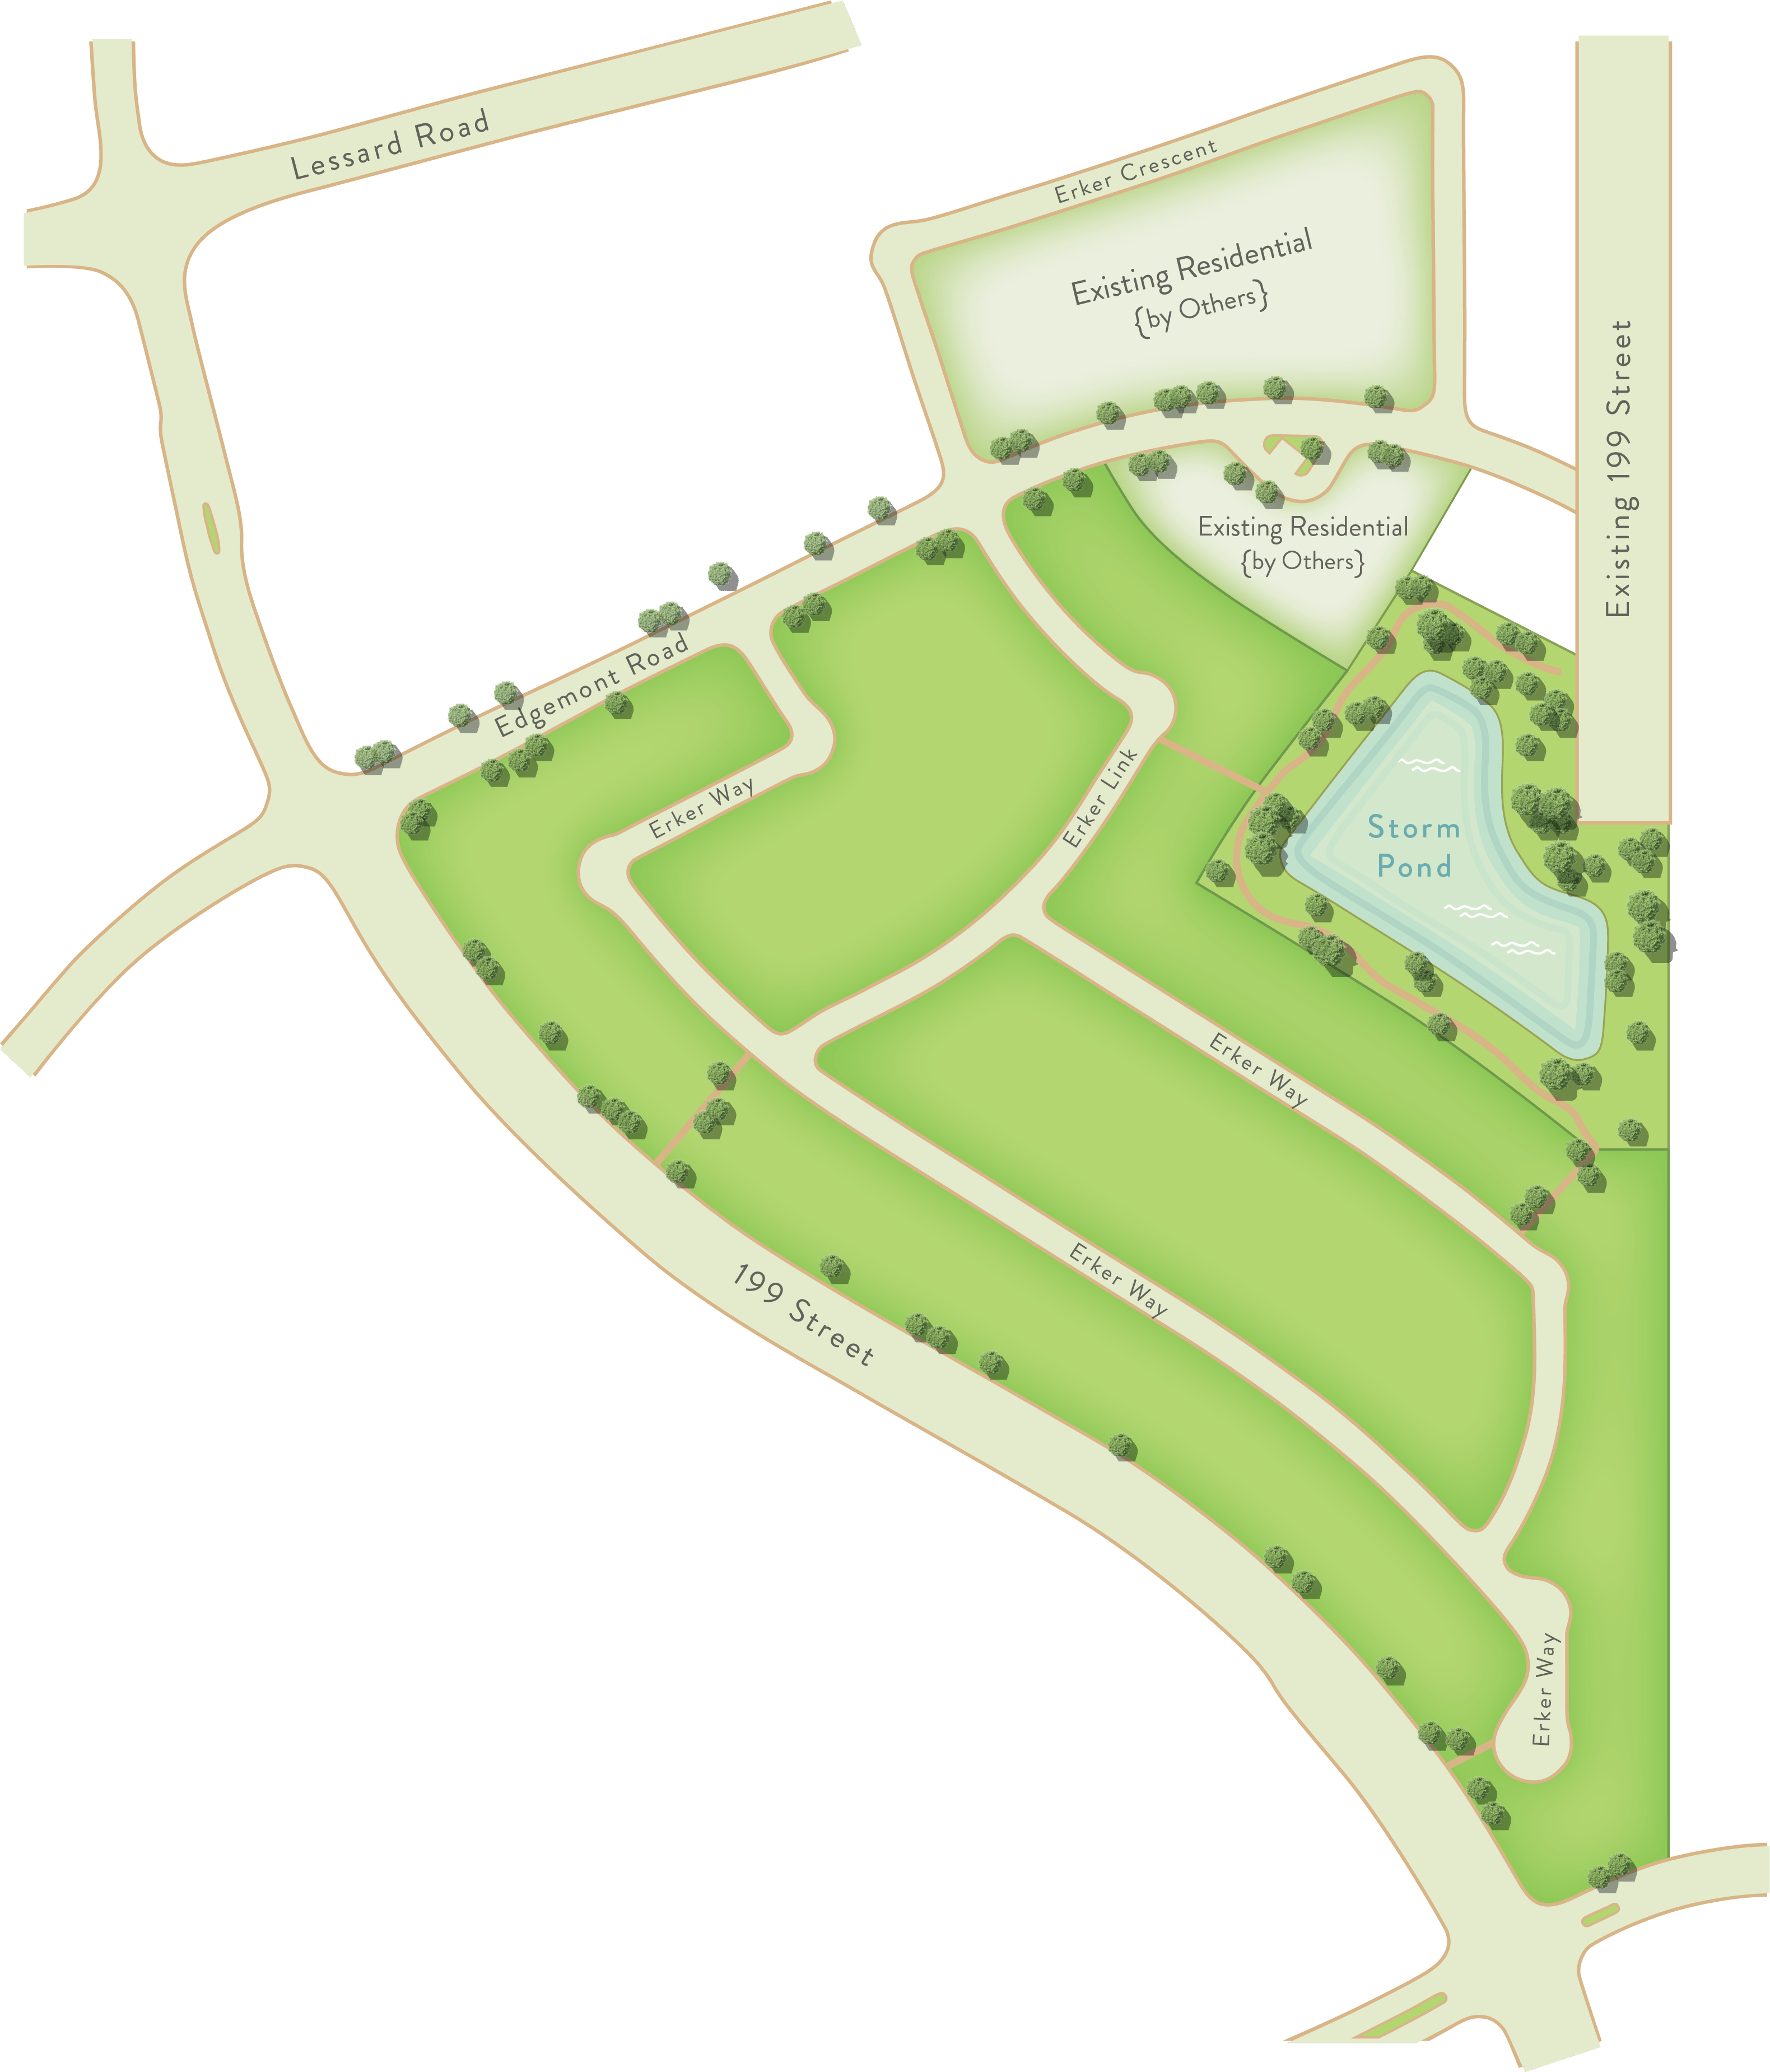 Lessard Road
Erker Crescent
Existing Residential
{by Others}
Existing 199 Street
Existing Residential
{by Others}
Edgemont Road
Erker Way
Erker Link
Storm
Pond
Erker Way
Erker Way
199 Street
Erker Way